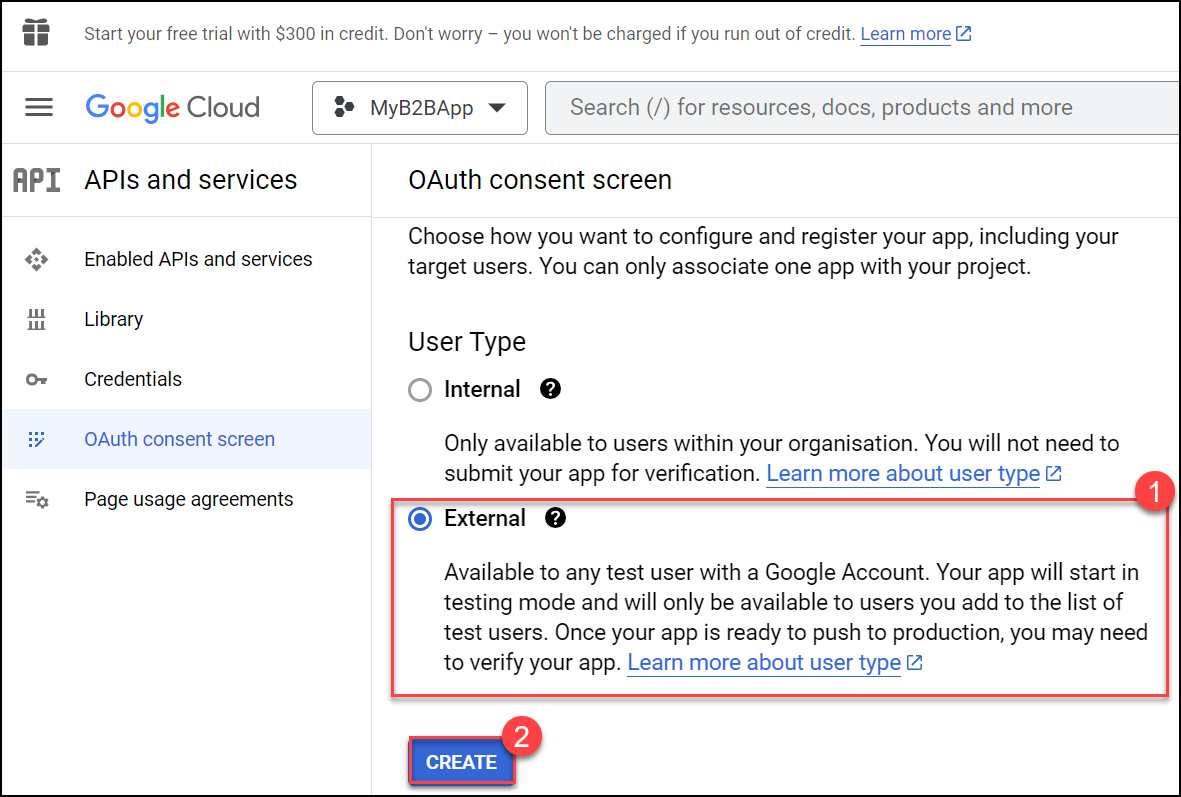 Start your free trial with $300 in credit. Don't worry – you won't be charged if you run out of credit. Learn more
Google Cloud
MyB2BApp
Search (/) for resources, docs, products and more
API
APIs and services
OAuth consent screen
Enabled APIs and services
Library
Credentials
OAuth consent screen
Page usage agreements
Choose how you want to configure and register your app, including your
target users. You can only associate one app with your project.
User Type
Internal
Only available to users within your organisation. You will not need to
submit your app for verification. Learn more about user type
1
External
Available to any test user with a Google Account. Your app will start in
testing mode and will only be available to users you add to the list of
test users. Once your app is ready to push to production, you may need
to verify your app. Learn more about user type
2
CREATE